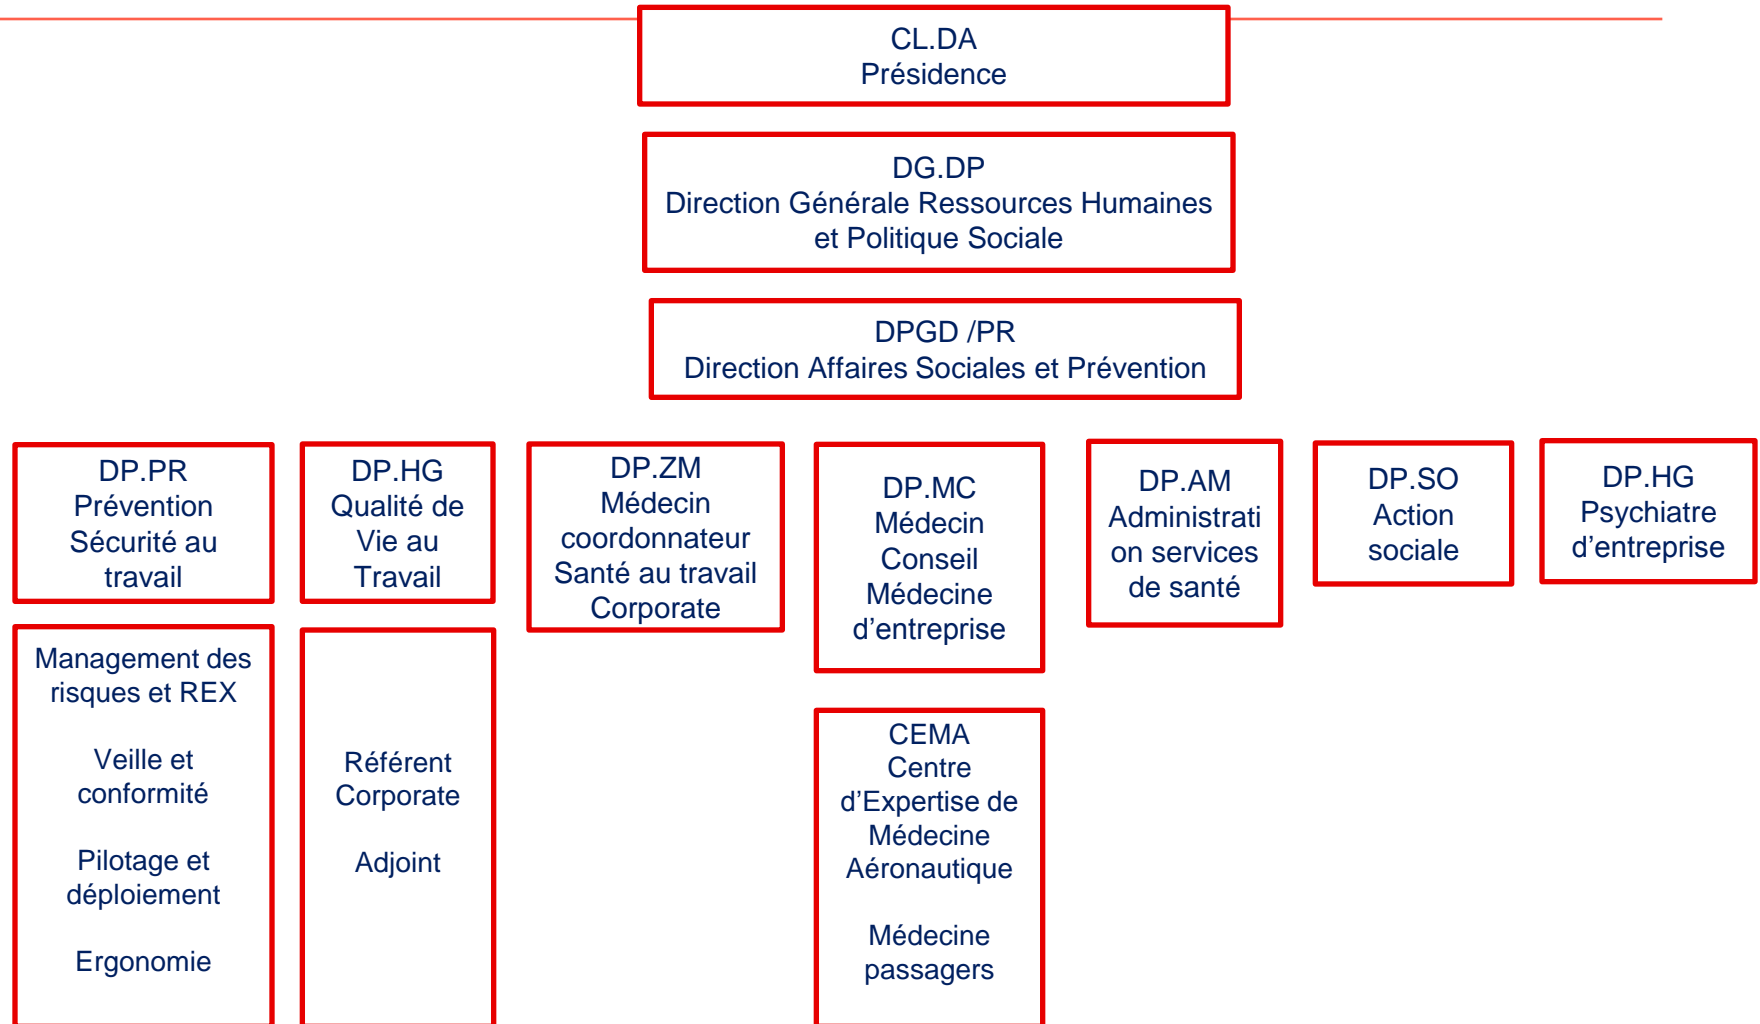 CL.DA
Présidence
DG.DP
Direction Générale Ressources Humaines
et Politique Sociale
DPGD /PR
Direction Affaires Sociales et Prévention
DP.PR
Prévention
Sécurité au
travail
DP.HG
Qualité de
Vie au
Travail
DP.ZM
Médecin
coordonnateur
Santé au travail
Corporate
DP.MC
Médecin
Conseil
Médecine
d’entreprise
DP.AM
Administrati
on services
de santé
DP.SO
Action
sociale
DP.HG
Psychiatre
d’entreprise
Management des
risques et REX
Veille et
conformité
Pilotage et
déploiement
Ergonomie
Référent
Corporate
Adjoint
CEMA
Centre
d’Expertise de
Médecine
Aéronautique
Médecine
passagers